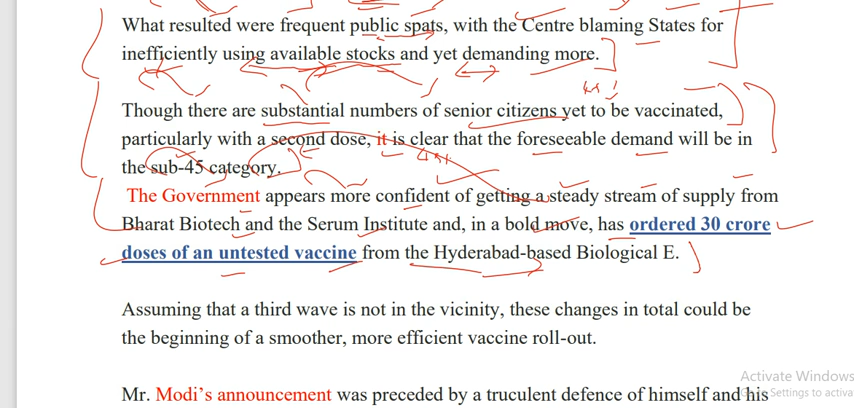 What resulted were frequent public spats, with the Centre blaming States for
inefficiently using available stocks and yet demanding more.
Though there are substantial numbers of senior citizens yet to be vaccinated,
particularly with a second dose, it is clear that the foreseeable demand will be in
the sub-45 category.
The Government appears more confident of getting a steady stream of supply from
Bharat Biotech and the Serum Institute and, in a bold move, has ordered 30 crore
doses of an untested vaccine from the Hyderabad-based Biological E.
Assuming that a third wave is not in the vicinity, these changes in total could be
the beginning of a smoother, more efficient vaccine roll-out.
Mr. Modi's announcement was preceded by a truculent defence of himself and his
Activate Windows
Settings to activa